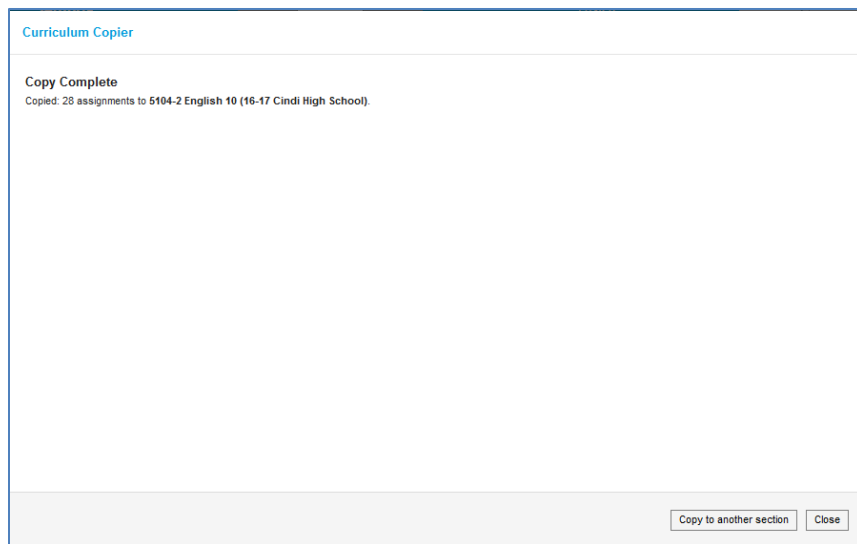 Curriculum Copier
Copy Complete
Copied: 28 assignments to 5104-2 English 10 (16-17 Cindi High School).
Copy to another section Close